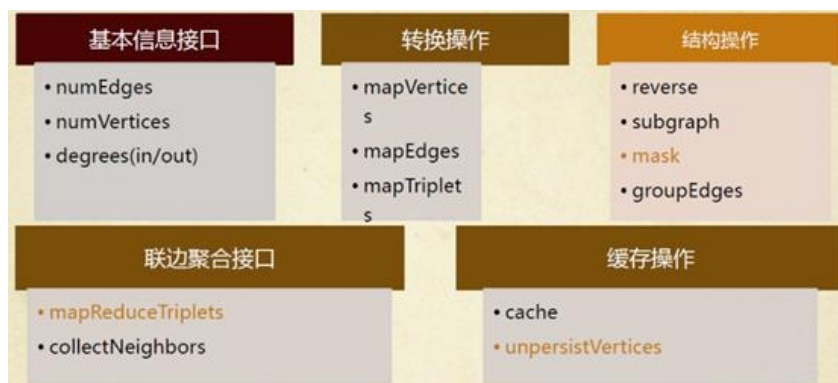 基本信息接口
• numEdges
• numVertices
• degrees(in/out)
转换操作
• mapVertice
s
• mapEdges
• mapTriplet
s
结构操作
• reverse
• subgraph
• mask
• groupEdges
联边聚合接口
• mapReduceTriplets
• collectNeighbors
缓存操作
• cache
• unpersistVertices